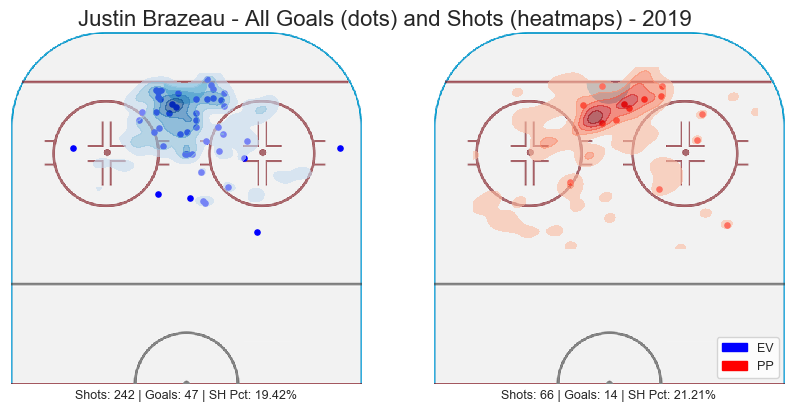 Justin Brazeau - All Goals (dots) and Shots (heatmaps) - 2019
EV
PP
Shots: 242 | Goals: 47 | SH Pct: 19.42%
Shots: 66 | Goals: 14 | SH Pct: 21.21%